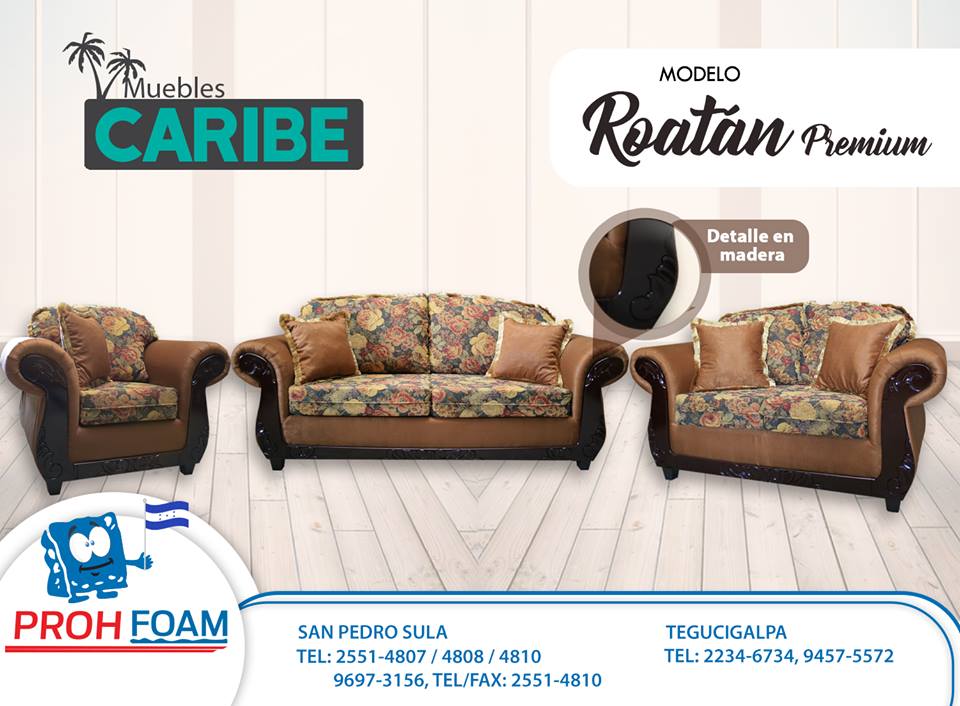 Muebles
CARIBE
MODELO
Roatán Premium
Detalle en
madera
PROH FOAM
SAN PEDRO SULA
TEL: 2551-4807 / 4808 / 4810
9697-3156, TEL/FAX: 2551-4810
TEGUCIGALPA
TEL: 2234-6734, 9457-5572